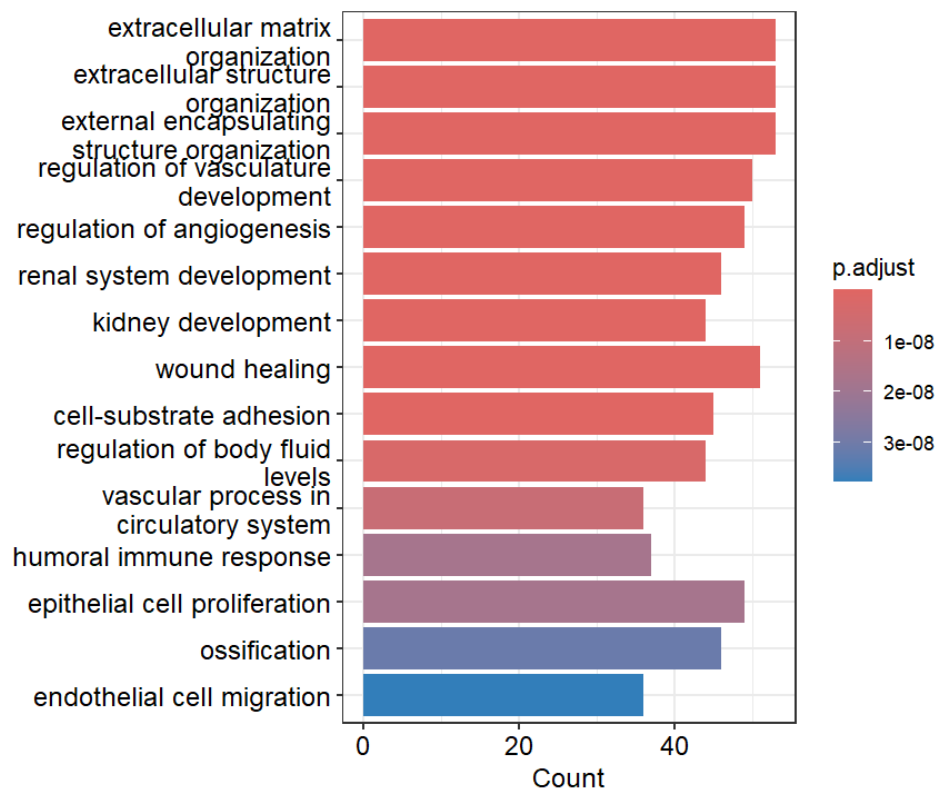 extracellular matrix
organization
extracellular structure
organization
external encapsulating
structure organization
regulation of vasculature
development
regulation of angiogenesis
renal system development
kidney development
wound healing
cell-substrate adhesion
regulation of body fluid
levels
vascular process in
circulatory system
humoral immune response
epithelial cell proliferation
ossification
endothelial cell migration
0 20 40
Count
p.adjust
1e-08
2e-08
3e-08